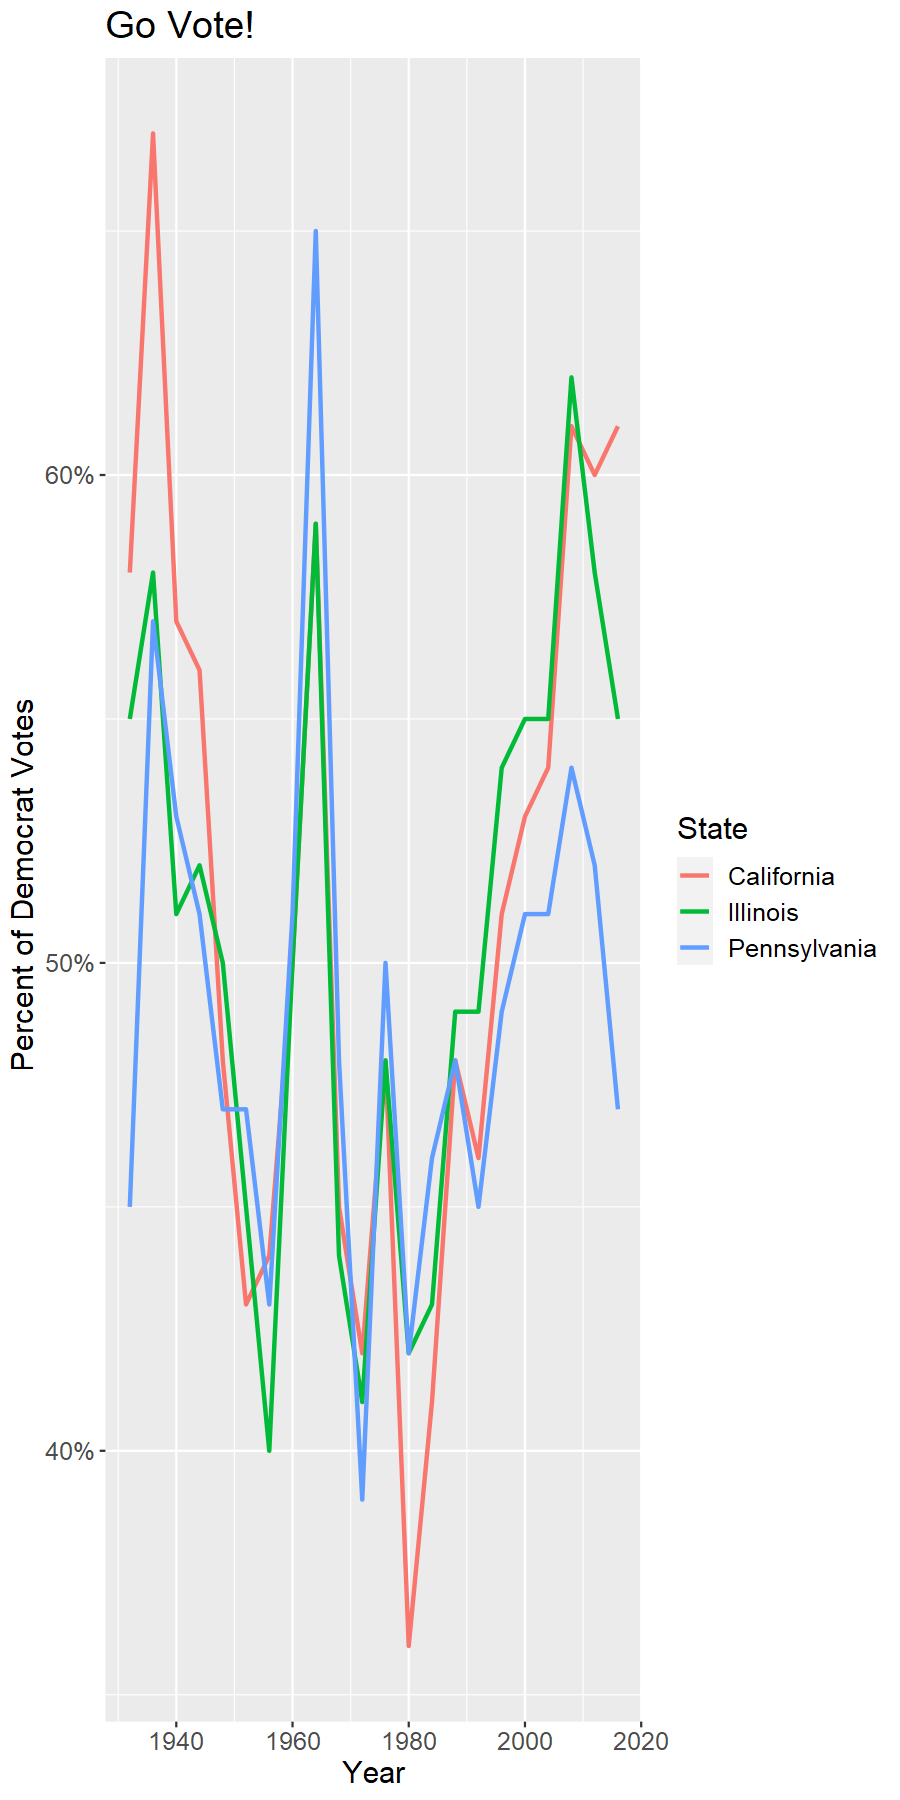 Go Vote!
Percent of Democrat Votes
60%
50%
40%
1940 1960 1980 2000 2020
Year
State
California
Illinois
Pennsylvania